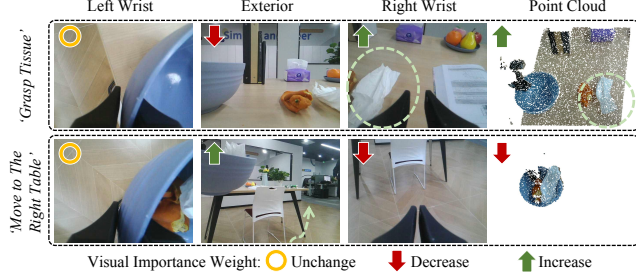 Left Wrist Exterior Right Wrist Point Cloud
'Grasp Tissue'
'Move to The
Right Table'
Visual Importance Weight: Unchange Decrease Increase